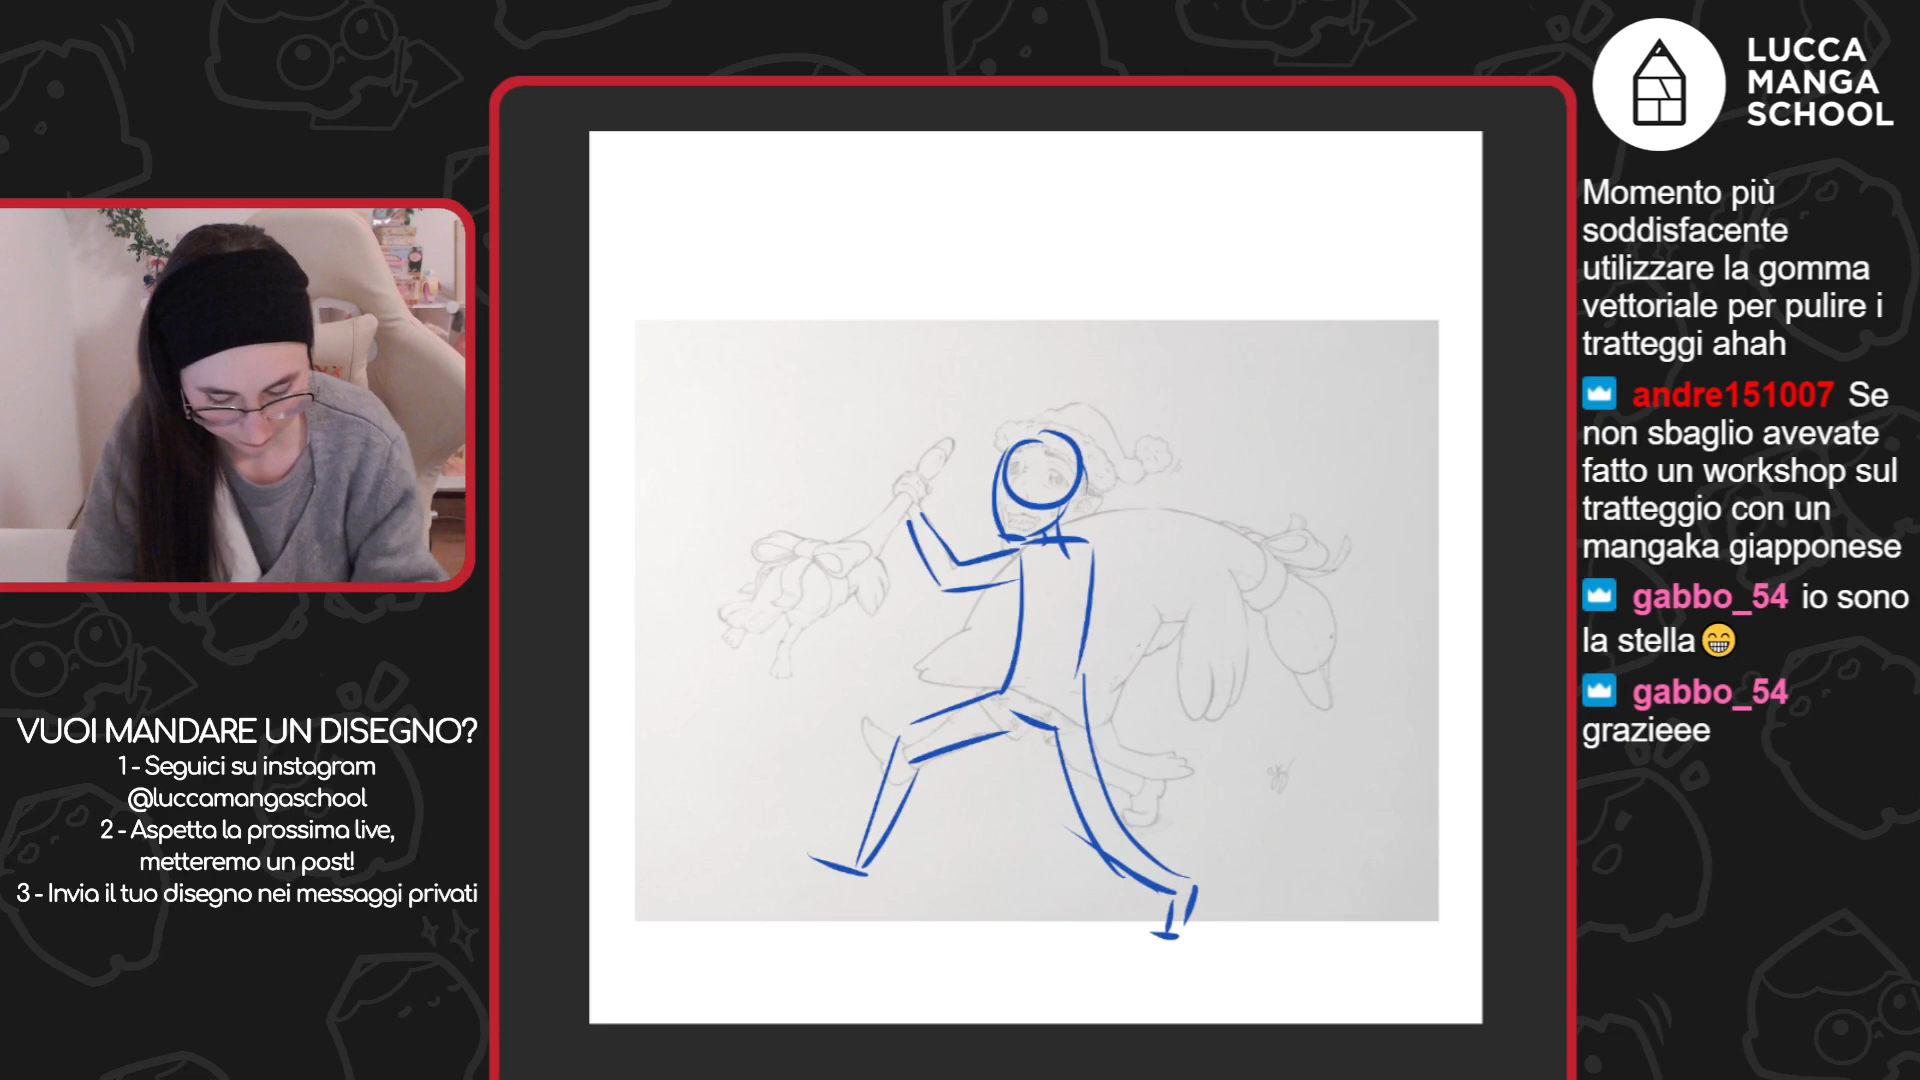 LUCCA
MANGA
SCHOOL
Momento più
soddisfacente
utilizzare la gomma
vettoriale per pulire i
tratteggi ahah
andre151007 Se
non sbaglio avevate
fatto un workshop sul
tratteggio con un
mangaka giapponese
gabbo_54 io sono
la stella😁
gabbo_54
grazieee
VUOI MANDARE UN DISEGNO?
1 - Seguici su instagram
@luccamangaschool
2 - Aspetta la prossima live,
metteremo un post!
3 - Invia il tuo disegno nei messaggi privati